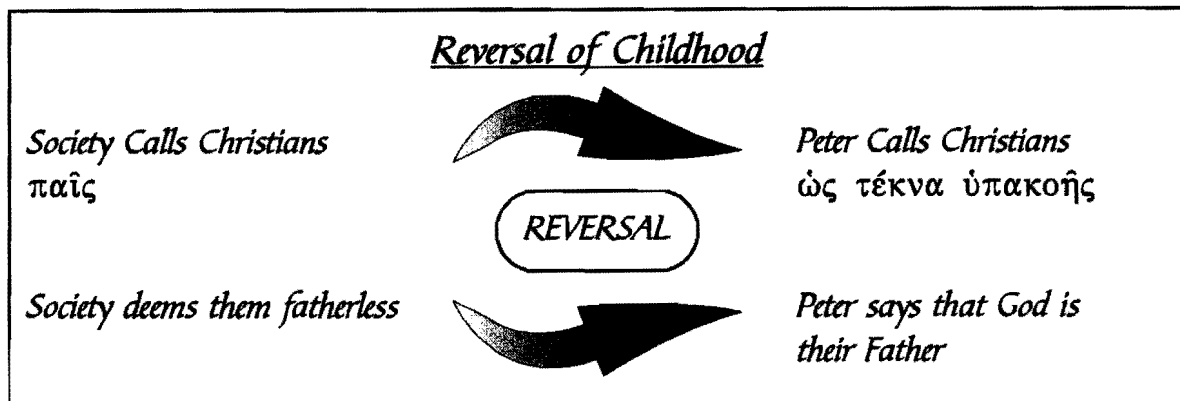 Reversal of Childhood
Society Calls Christians
παῖς
Peter Calls Christians
ὡς τέκνα ὑπακοῆς
REVERSAL
Society deems them fatherless
Peter says that God is
their Father